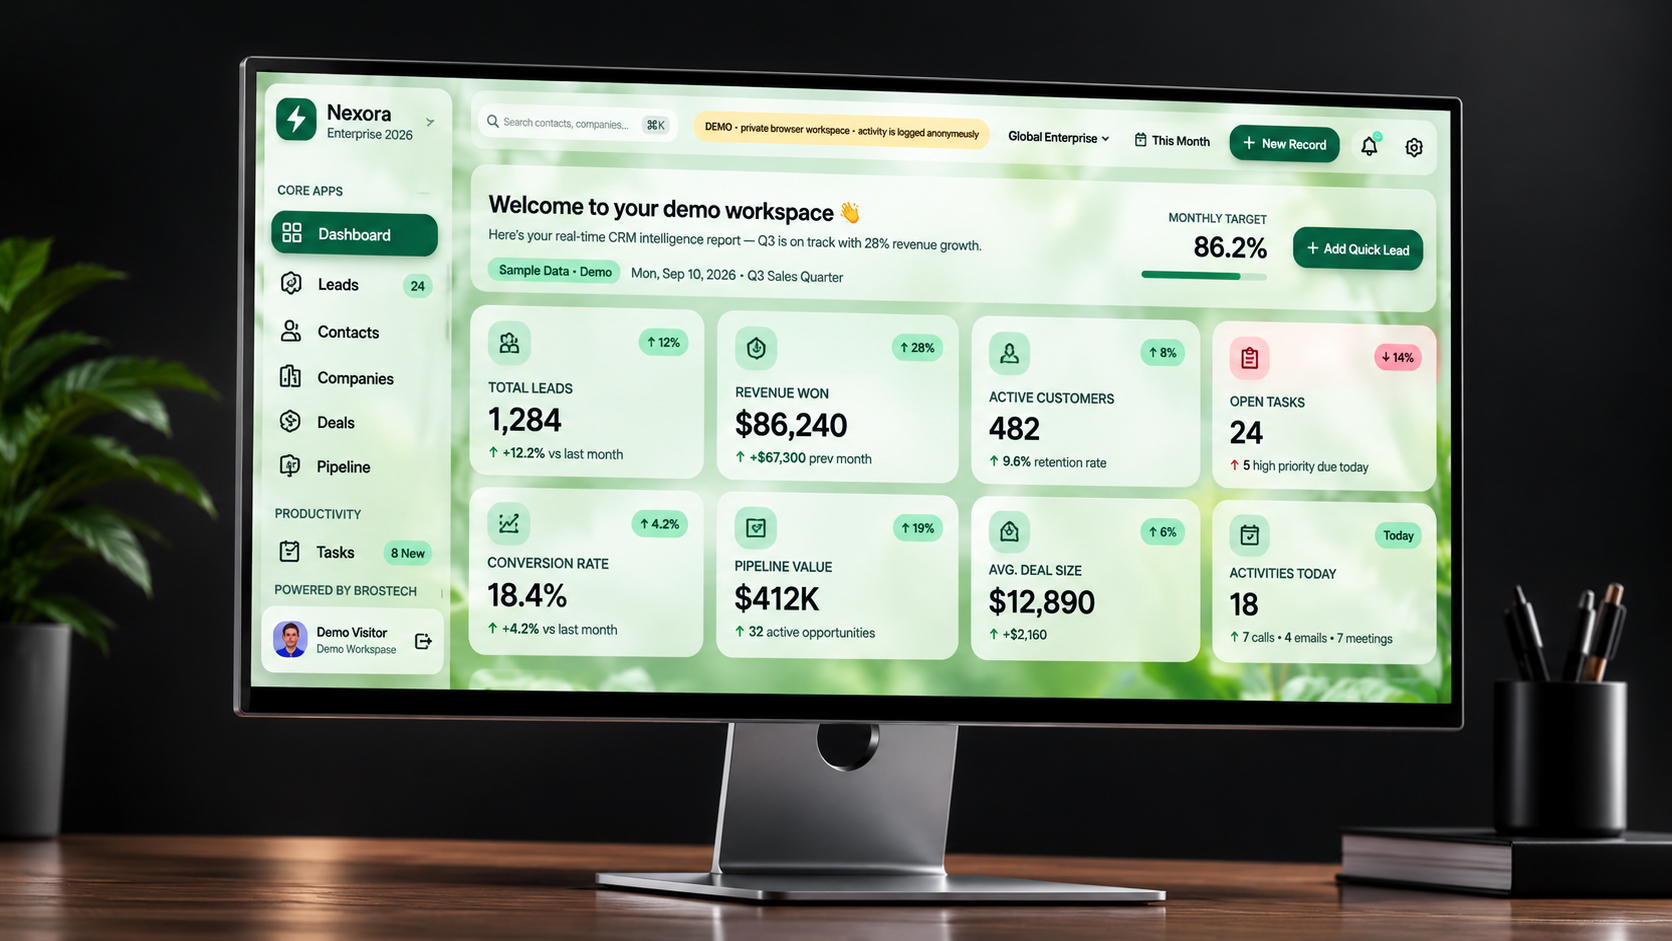 Nexora
Enterprise 2026
Search contacts, companies... ⌘K
DEMO • private browser workspace • activity is logged anonymeusly
Global Enterprise
This Month
+ New Record
CORE APPS
Dashboard
Leads 24
Contacts
Companies
Deals
Pipeline
PRODUCTIVITY
Tasks 8 New
POWERED BY BROSTECH
Demo Visitor
Demo Workspase
Welcome to your demo workspace 👋
Here's your real-time CRM intelligence report — Q3 is on track with 28% revenue growth.
Sample Data • Demo Mon, Sep 10, 2026 • Q3 Sales Quarter
MONTHLY TARGET
86.2%
+ Add Quick Lead
↑ 12%
TOTAL LEADS
1,284
↑ +12.2% vs last month
↑ 28%
REVENUE WON
$86,240
↑ +$67,300 prev month
↑ 8%
ACTIVE CUSTOMERS
482
↑ 9.6% retention rate
↓ 14%
OPEN TASKS
24
↑ 5 high priority due today
↑ 4.2%
CONVERSION RATE
18.4%
↑ +4.2% vs last month
↑ 19%
PIPELINE VALUE
$412K
↑ 32 active opportunities
↑ 6%
AVG. DEAL SIZE
$12,890
↑ +$2,160
Today
ACTIVITIES TODAY
18
↑ 7 calls • 4 emails • 7 meetings